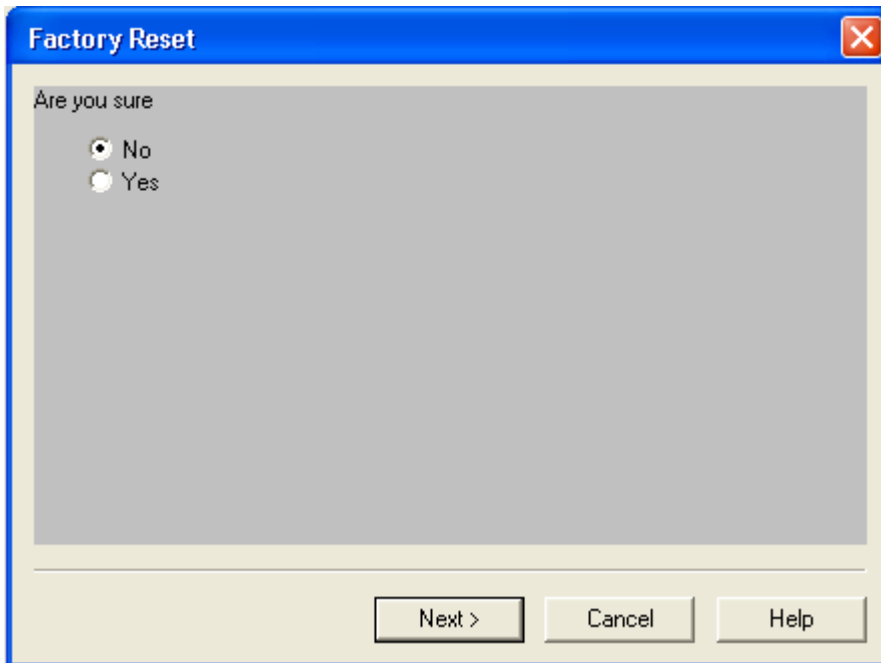 Factory Reset
Are you sure
No
Yes
Next >
Cancel
Help